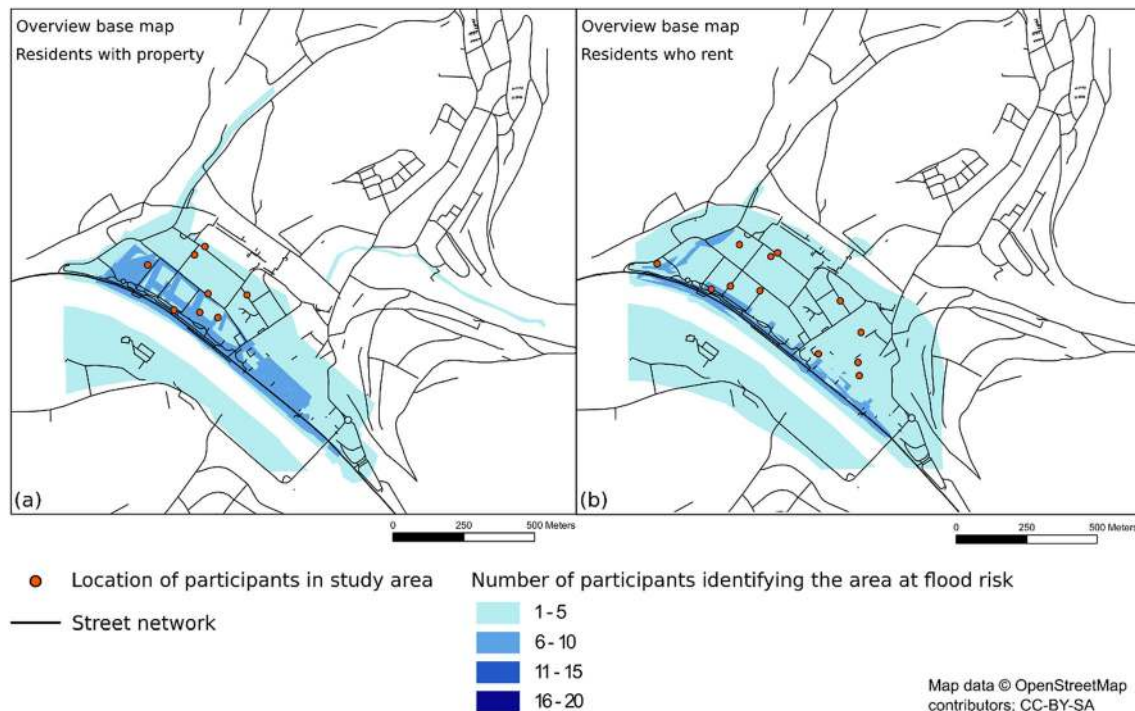 Overview base map
Residents with property
Overview base map
Residents who rent
(a)
(b)
0 250 500 Meters
0 250 500 Meters
Location of participants in study area
Street network
Number of participants identifying the area at flood risk
1 - 5
6 - 10
11 - 15
16 - 20
Map data © OpenStreetMap
contributors; CC-BY-SA